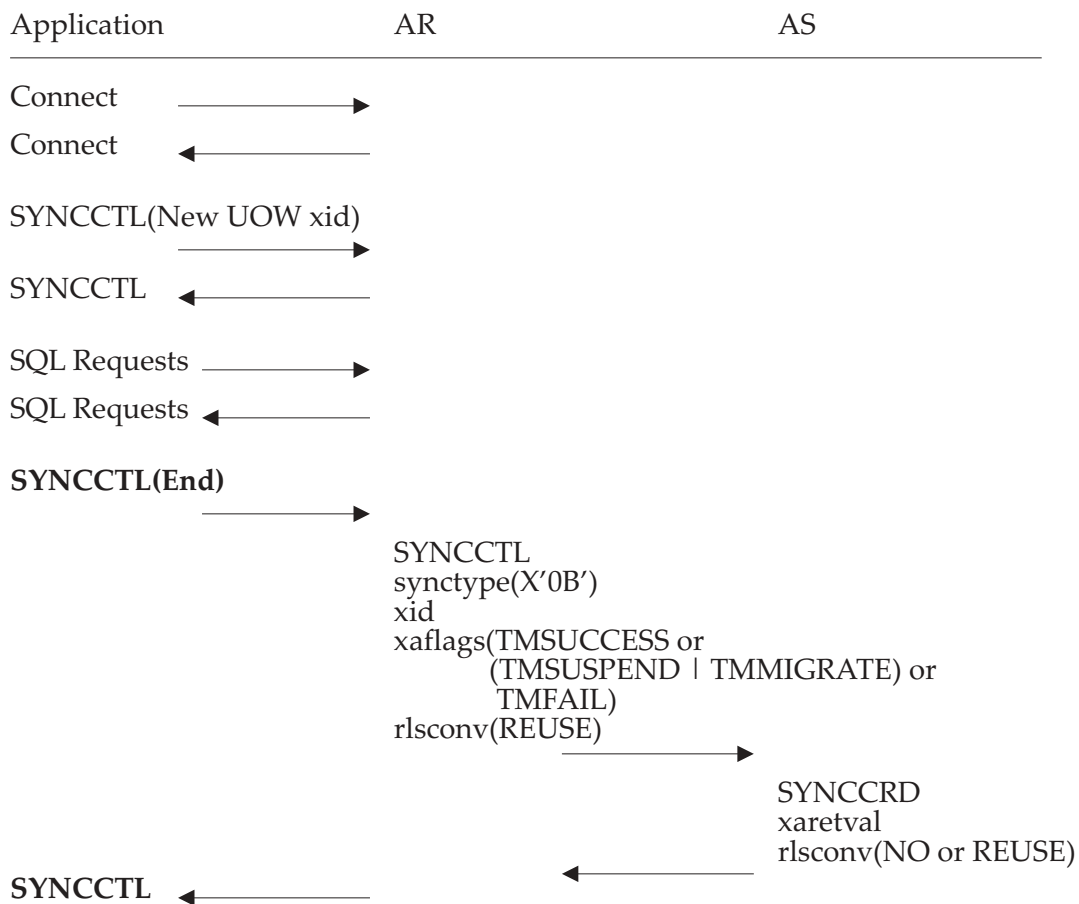 Application AR AS
Connect
Connect
SYNCCTL(New UOW xid)
SYNCCTL
SQL Requests
SQL Requests
SYNCCTL(End)
SYNCCTL
synctype(X'0B')
xid
xaflags(TMSUCCESS or
(TMSUSPEND | TMMIGRATE) or
TMFAIL)
rlsconv(REUSE)
SYNCCRD
xaretval
rlsconv(NO or REUSE)
SYNCCTL